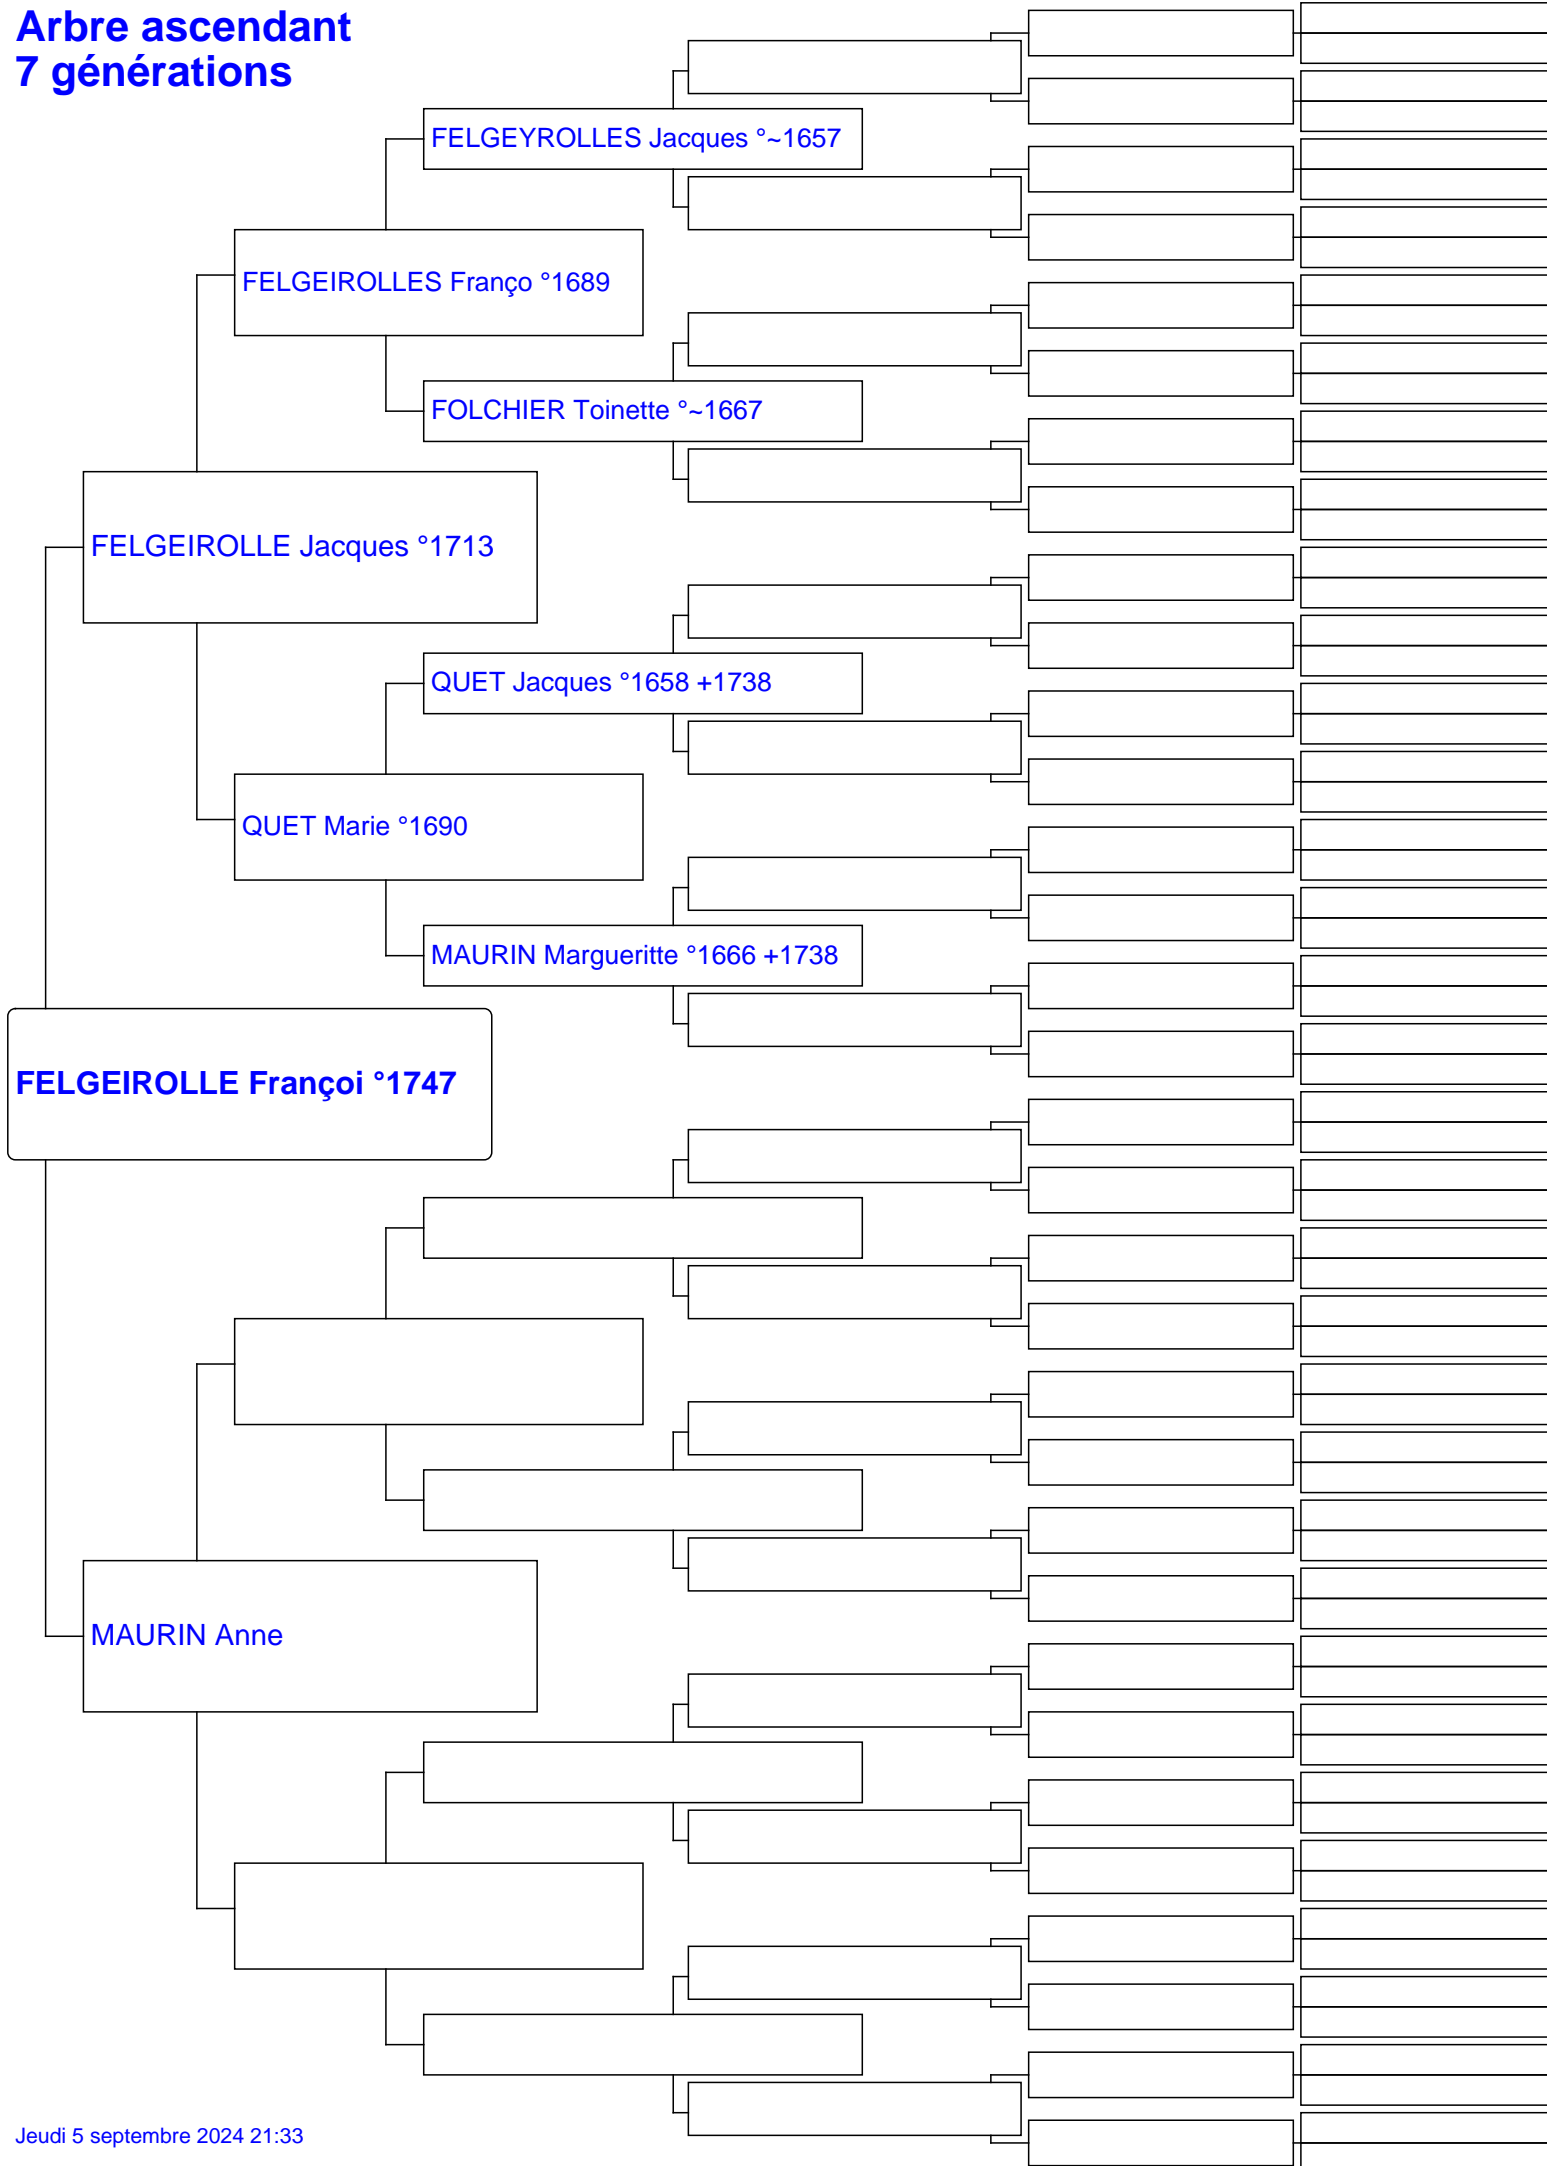 Arbre ascendant
7 générations
FELGEYROLLES Jacques °~1657
FELGEIROLLES Franço °1689
FOLCHIER Toinette °~1667
FELGEIROLLE Jacques °1713
QUET Jacques °1658 +1738
QUET Marie °1690
MAURIN Margueritte °1666 +1738
FELGEIROLLE Françoi °1747
MAURIN Anne
Jeudi 5 septembre 2024 21:33